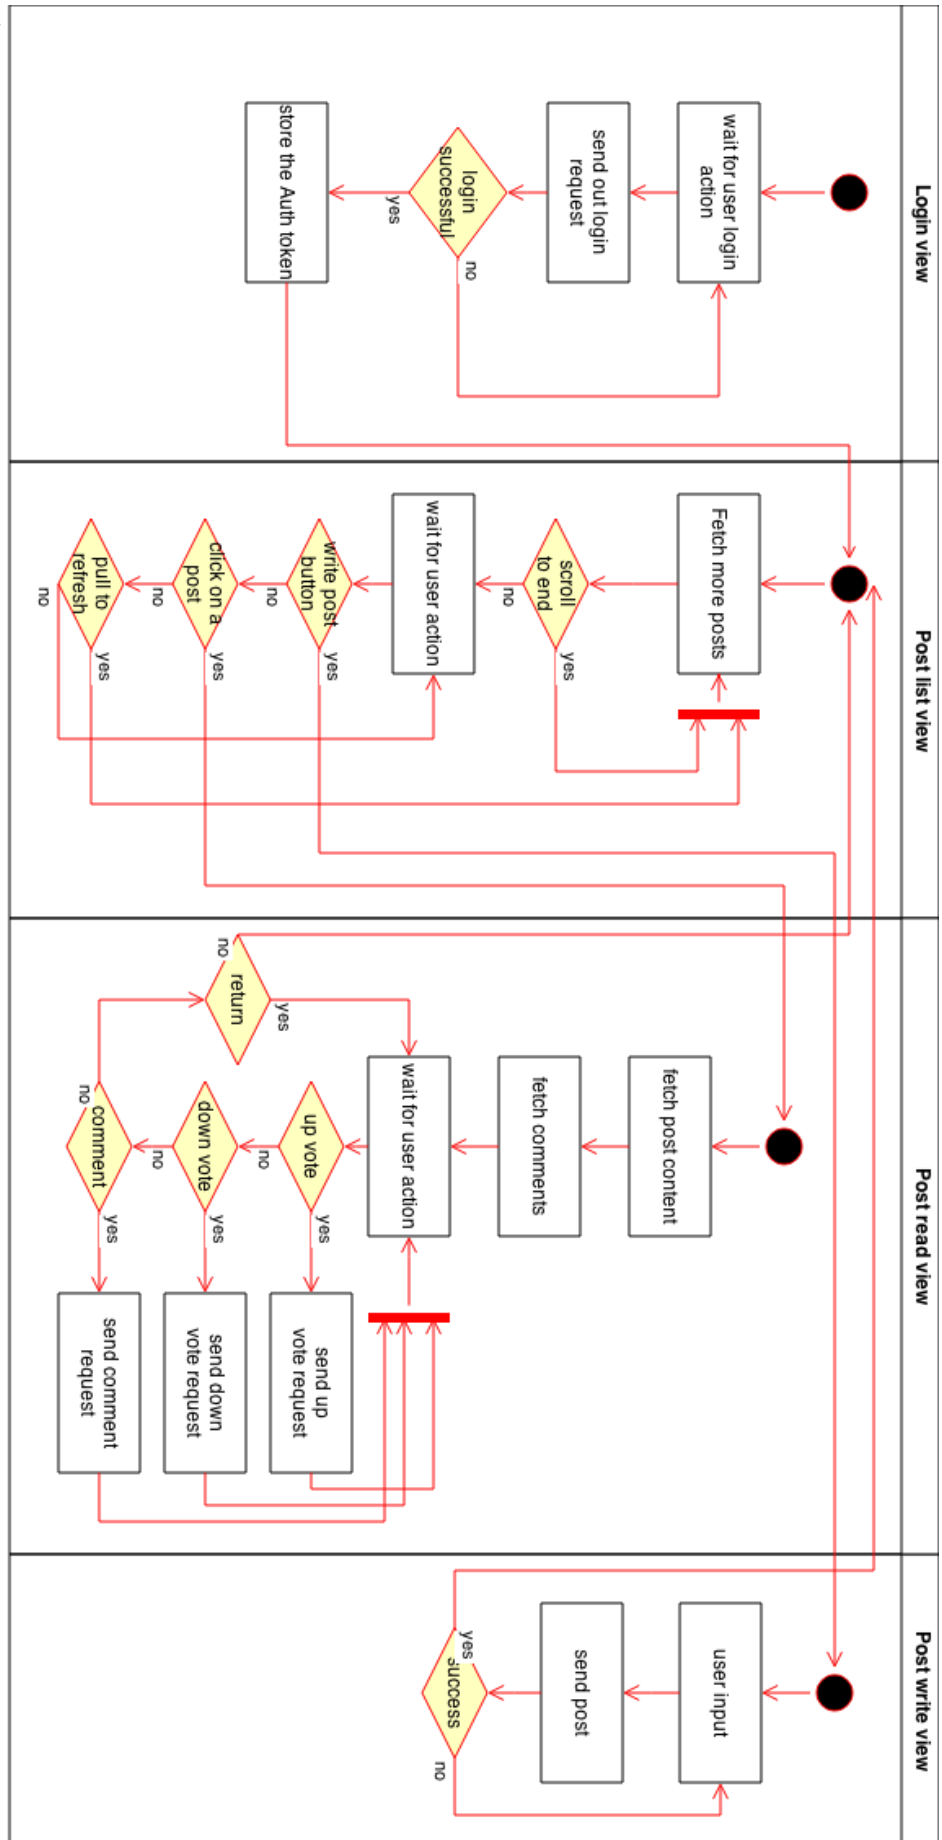 Login view
wait for user login
action
send out login
request
login
successful
no
yes
store the Auth token
Post list view
Fetch more posts
scroll
to end
yes
no
wait for user action
write post
button
yes
no
click on a
post
yes
no
pull to
refresh
yes
no
Post read view
fetch post content
fetch comments
wait for user action
up vote
yes
no
send up
vote request
down vote
yes
no
send down
vote request
comment
yes
no
send comment
request
return
yes
no
Post write view
user input
send post
success
yes
no